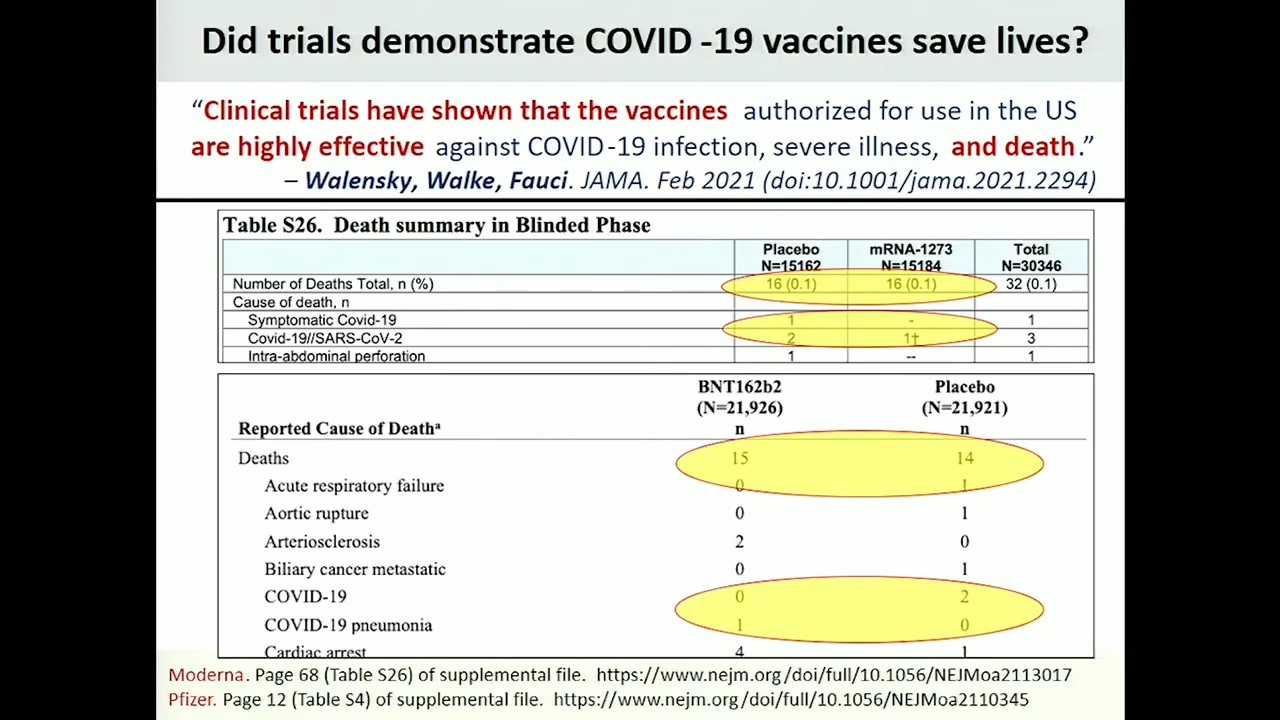 Did trials demonstrate COVID -19 vaccines save lives?
“Clinical trials have shown that the vaccines authorized for use in the US
are highly effective against COVID-19 infection, severe illness, and death.”
– Walensky, Walke, Fauci. JAMA. Feb 2021 (doi:10.1001/jama.2021.2294)
Table S26. Death summary in Blinded Phase
Placebo mRNA-1273 Total
N=15162 N=15184 N=30346
Number of Deaths Total, n (%) 16 (0.1) 16 (0.1) 32 (0.1)
Cause of death, n
Symptomatic Covid-19 1 - 1
Covid-19//SARS-CoV-2 2 1† 3
Intra-abdominal perforation 1 -- 1
BNT162b2 Placebo
(N=21,926) (N=21,921)
Reported Cause of Deathᵃ n n
Deaths 15 14
Acute respiratory failure 0 1
Aortic rupture 0 1
Arteriosclerosis 2 0
Biliary cancer metastatic 0 1
COVID-19 0 2
COVID-19 pneumonia 1 0
Cardiac arrest 4 1
Moderna. Page 68 (Table S26) of supplemental file. https://www.nejm.org/doi/full/10.1056/NEJMoa2113017
Pfizer. Page 12 (Table S4) of supplemental file. https://www.nejm.org/doi/full/10.1056/NEJMoa2110345